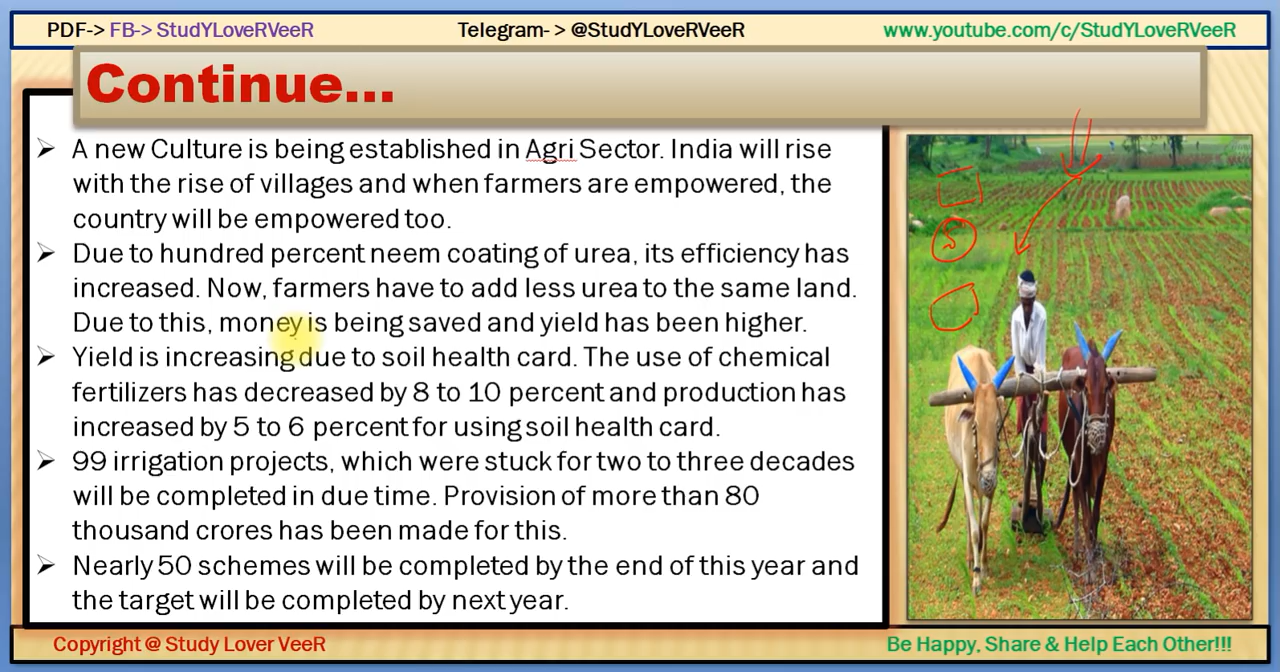 PDF-> FB-> StudYLoverVeeR Telegram- > @StudYLoVeRVeeR www.youtube.com/c/StudYLoVeRVeeR
Continue...
➢ A new Culture is being established in Agri Sector. India will rise
with the rise of villages and when farmers are empowered, the
country will be empowered too.
➢ Due to hundred percent neem coating of urea, its efficiency has
increased. Now, farmers have to add less urea to the same land.
Due to this, money is being saved and yield has been higher.
➢ Yield is increasing due to soil health card. The use of chemical
fertilizers has decreased by 8 to 10 percent and production has
increased by 5 to 6 percent for using soil health card.
➢ 99 irrigation projects, which were stuck for two to three decades
will be completed in due time. Provision of more than 80
thousand crores has been made for this.
➢ Nearly 50 schemes will be completed by the end of this year and
the target will be completed by next year.
Copyright @ Study Lover VeeR Be Happy, Share & Help Each Other!!!